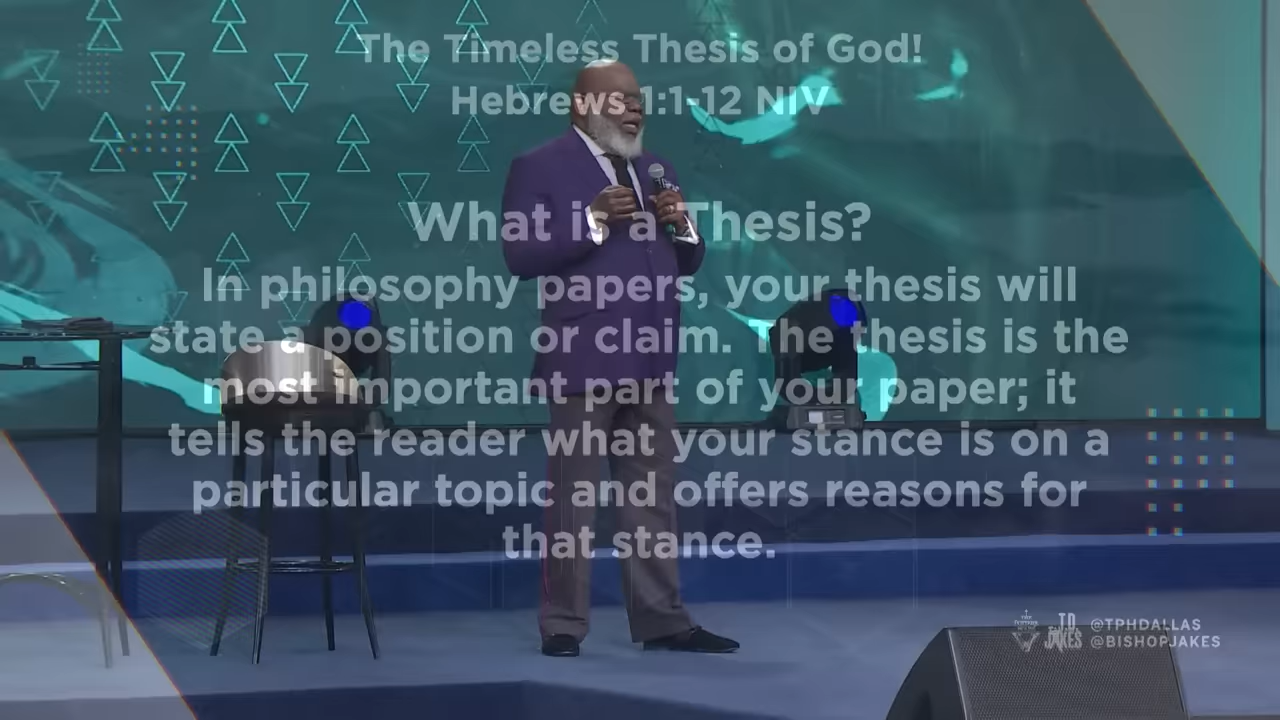 The Timeless Thesis of God!
Hebrews 1:1-12 NIV
What is a Thesis?
In philosophy papers, your thesis will
state a position or claim. The thesis is the
most important part of your paper; it
tells the reader what your stance is on a
particular topic and offers reasons for
that stance.
T.D.
JAKES
@TPHDALLAS
@BISHOPJAKES